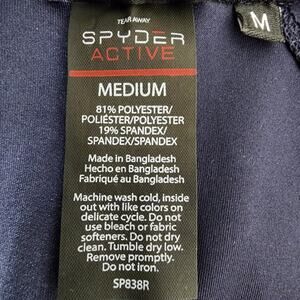 TEAR AWAY
SPYDER
ACTIVE
M
MEDIUM
81% POLYESTER/
POLIÉSTER/POLYESTER
19% SPANDEX/
SPANDEX/SPANDEX
Made in Bangladesh
Hecho en Bangladesh
Fabriqué au Bangladesh
Machine wash cold, inside
out with like colors on
delicate cycle. Do not
use bleach or fabric
softeners. Do not dry
clean. Tumble dry low.
Remove promptly.
Do not iron.
SP838R